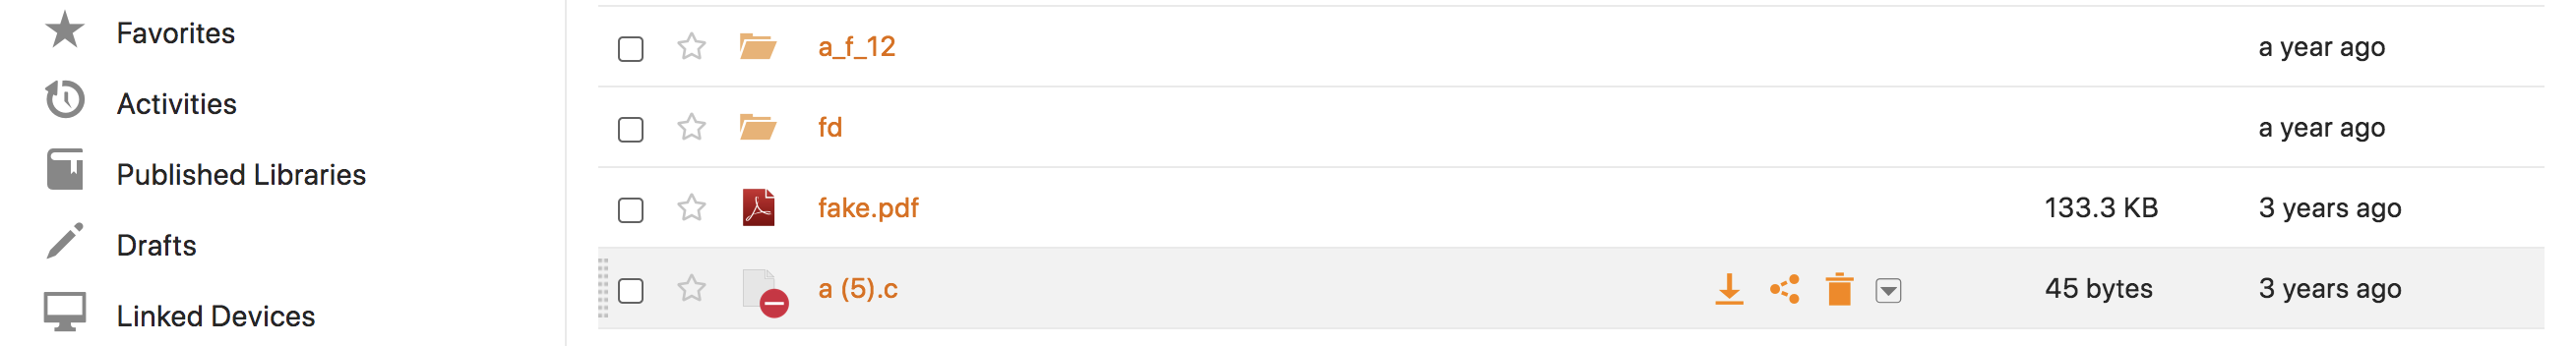 Favorites
Activities
Published Libraries
Drafts
Linked Devices
a_f_12 a year ago
fd a year ago
fake.pdf 133.3 KB 3 years ago
a (5).c 45 bytes 3 years ago